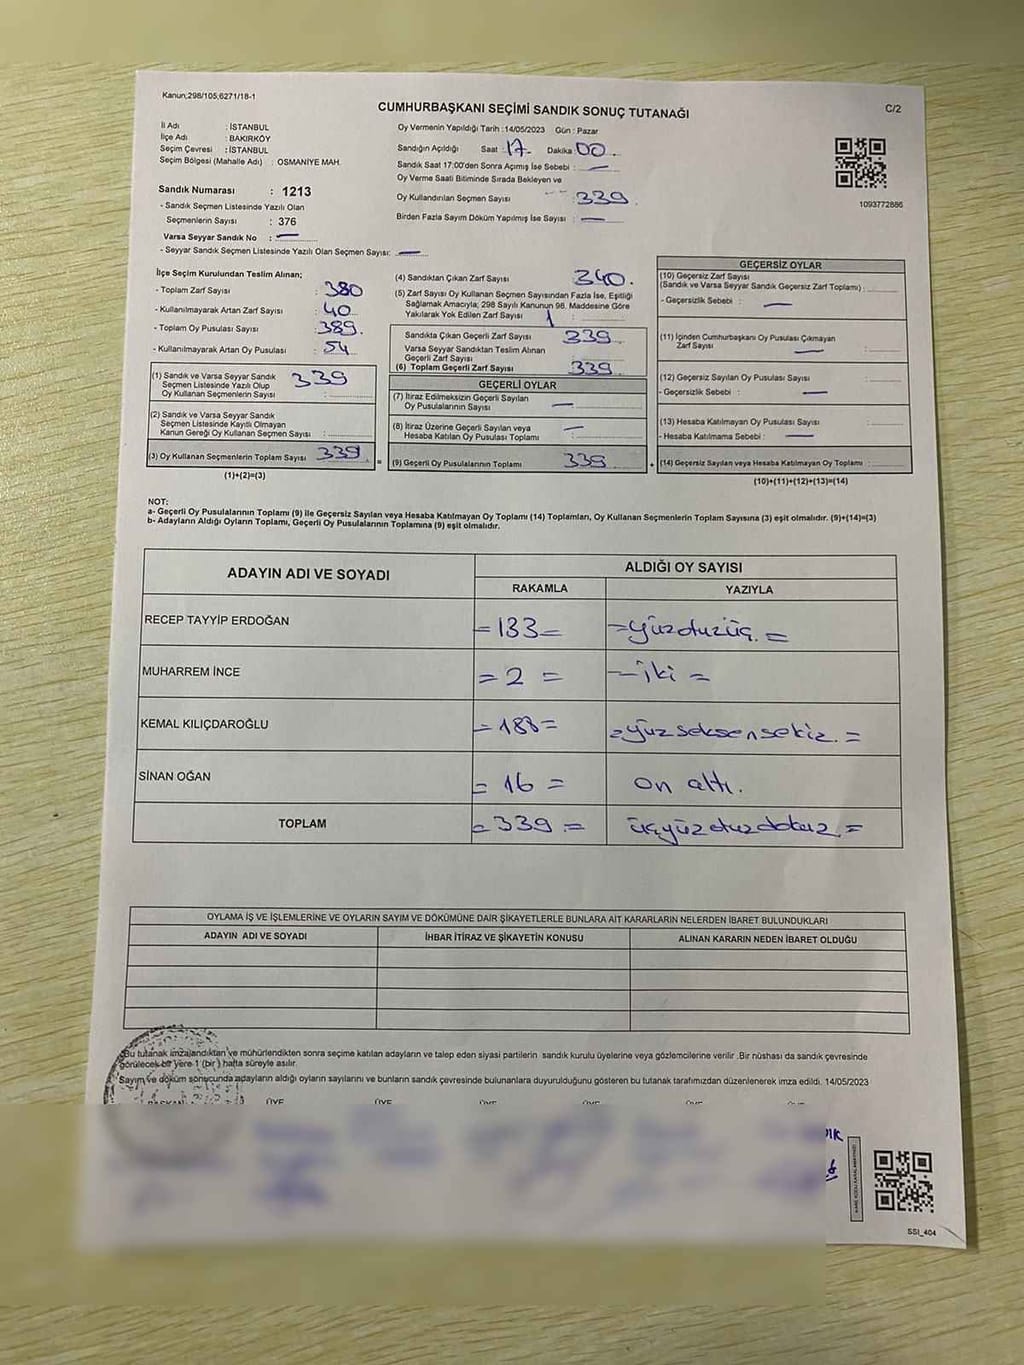 Kanun;298/105,6271/18-1
CUMHURBAŞKANI SEÇİMİ SANDIK SONUÇ TUTANAĞI
C/2
İl Adı : İSTANBUL
İlçe Adı : BAKIRKÖY
Seçim Çevresi : İSTANBUL
Seçim Bölgesi (Mahalle Adı) : OSMANİYE MAH.
Sandık Numarası : 1213
- Sandık Seçmen Listesinde Yazılı Olan
Seçmenlerin Sayısı : 376
Varsa Seyyar Sandık No : —
- Seyyar Sandık Seçmen Listesinde Yazılı Olan Seçmen Sayısı: —
Oy Vermenin Yapıldığı Tarih : 14/05/2023 Gün : Pazar
Sandığın Açıldığı Saat : 17 Dakika 00
Sandık Saat 17:00'den Sonra Açımış İse Sebebi : —
Oy Verme Saati Bitiminde Sırada Bekleyen ve
Oy Kullandırılan Seçmen Sayısı : 339
Birden Fazla Sayım Döküm Yapılmış İse Sayısı : —
1093772886
İlçe Seçim Kurulundan Teslim Alınan;
- Toplam Zarf Sayısı : 380
- Kullanılmayarak Artan Zarf Sayısı : 40
- Toplam Oy Pusulası Sayısı : 389
- Kullanılmayarak Artan Oy Pusulası : 54
(1) Sandık ve Varsa Seyyar Sandık
Seçmen Listesinde Yazılı Olup
Oy Kullanan Seçmenlerin Sayısı : 339
(2) Sandık ve Varsa Seyyar Sandık
Seçmen Listesinde Kayıtlı Olmayan
Kanun Gereği Oy Kullanan Seçmen Sayısı :
(3) Oy Kullanan Seçmenlerin Toplam Sayısı 339
(1)+(2)=(3)
=
(4) Sandıktan Çıkan Zarf Sayısı 340.
(5) Zarf Sayısı Oy Kullanan Seçmen Sayısından Fazla İse, Eşitliği
Sağlamak Amacıyla; 298 Sayılı Kanunun 98. Maddesine Göre
Yakılarak Yok Edilen Zarf Sayısı 1
Sandıkta Çıkan Geçerli Zarf Sayısı 339
Varsa Seyyar Sandıktan Teslim Alınan
Geçerli Zarf Sayısı :
(6) Toplam Geçerli Zarf Sayısı 339
GEÇERLİ OYLAR
(7) İtiraz Edilmeksizin Geçerli Sayılan
Oy Pusulalarının Sayısı —
(8) İtiraz Üzerine Geçerli Sayılan veya
Hesaba Katılan Oy Pusulası Toplamı —
(9) Geçerli Oy Pusulalarının Toplamı 339
+
GEÇERSİZ OYLAR
(10) Geçersiz Zarf Sayısı
(Sandık ve Varsa Seyyar Sandık Geçersiz Zarf Toplamı) :
- Geçersizlik Sebebi : —
(11) İçinden Cumhurbaşkanı Oy Pusulası Çıkmayan
Zarf Sayısı —
(12) Geçersiz Sayılan Oy Pusulası Sayısı :
- Geçersizlik Sebebi : —
(13) Hesaba Katılmayan Oy Pusulası Sayısı :
- Hesaba Katılmama Sebebi : —
(14) Geçersiz Sayılan veya Hesaba Katılmayan Oy Toplamı :
(10)+(11)+(12)+(13)=(14)
NOT:
a- Geçerli Oy Pusulalarının Toplamı (9) ile Geçersiz Sayılan veya Hesaba Katılmayan Oy Toplamı (14) Toplamları, Oy Kullanan Seçmenlerin Toplam Sayısına (3) eşit olmalıdır. (9)+(14)=(3)
b- Adayların Aldığı Oyların Toplamı, Geçerli Oy Pusulalarının Toplamına (9) eşit olmalıdır.
ADAYIN ADI VE SOYADI
ALDIĞI OY SAYISI
RAKAMLA YAZIYLA
RECEP TAYYİP ERDOĞAN =133= =yüzotuzüç.=
MUHARREM İNCE =2= =iki=
KEMAL KILIÇDAROĞLU =188= =yüzseksensekiz.=
SİNAN OĞAN =16= on altı.
TOPLAM =339= üçyüzotuzdokuz.=
OYLAMA İŞ VE İŞLEMLERİNE VE OYLARIN SAYIM VE DÖKÜMÜNE DAİR ŞİKAYETLERLE BUNLARA AİT KARARLARIN NELERDEN İBARET BULUNDUKLARI
ADAYIN ADI VE SOYADI İHBAR İTİRAZ VE ŞİKAYETİN KONUSU ALINAN KARARIN NEDEN İBARET OLDUĞU
Bu tutanak imzalandıktan ve mühürlendikten sonra seçime katılan adayların ve talep eden siyasi partilerin sandık kurulu üyelerine veya gözlemcilerine verilir .Bir nüshası da sandık çevresinde
görülecek bir yere 1 (bir) hafta süreyle asılır.
Sayım ve döküm sonucunda adayların aldığı oyların sayılarını ve bunların sandık çevresinde bulunanlara duyurulduğunu gösteren bu tutanak tarafımızdan düzenlenerek imza edildi. 14/05/2023
BAŞKAN ÜYE ÜYE ÜYE ÜYE ÜYE ÜYE
SSI_404